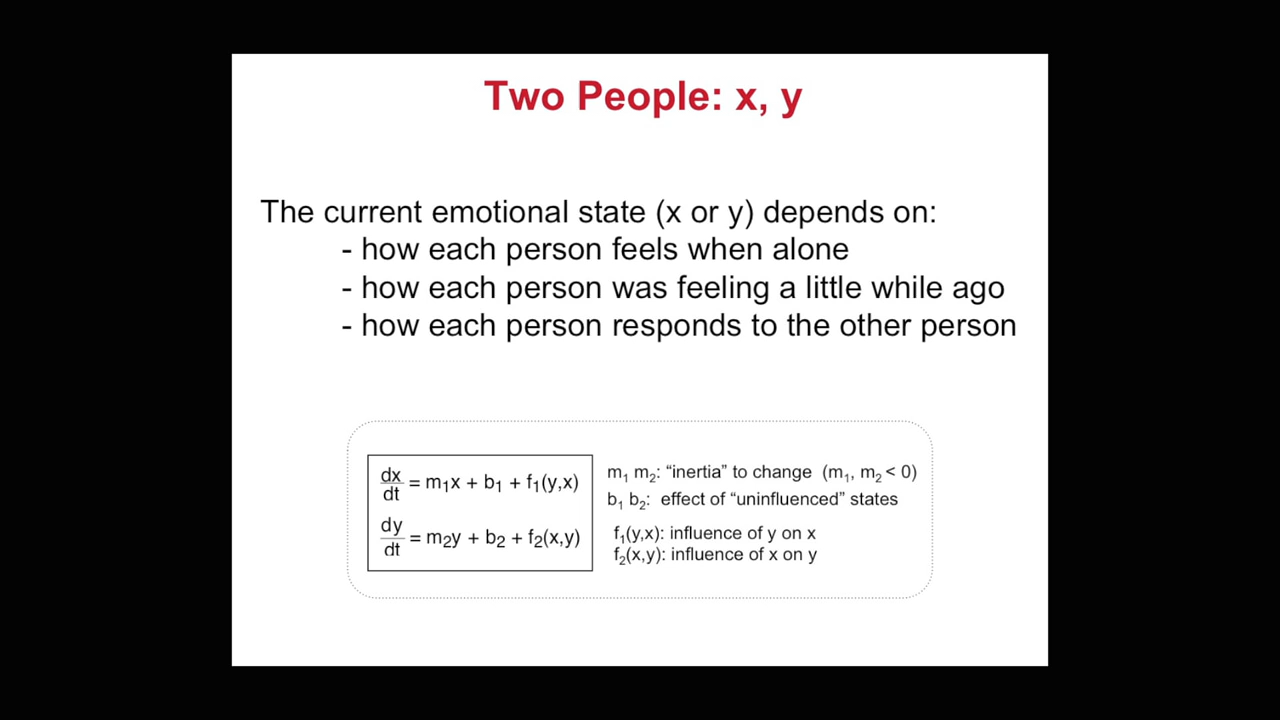 Two People: x, y
The current emotional state (x or y) depends on:
- how each person feels when alone
- how each person was feeling a little while ago
- how each person responds to the other person
dx/dt = m₁x + b₁ + f₁(y,x)
dy/dt = m₂y + b₂ + f₂(x,y)
m₁ m₂: “inertia” to change (m₁, m₂ < 0)
b₁ b₂: effect of “uninfluenced” states
f₁(y,x): influence of y on x
f₂(x,y): influence of x on y